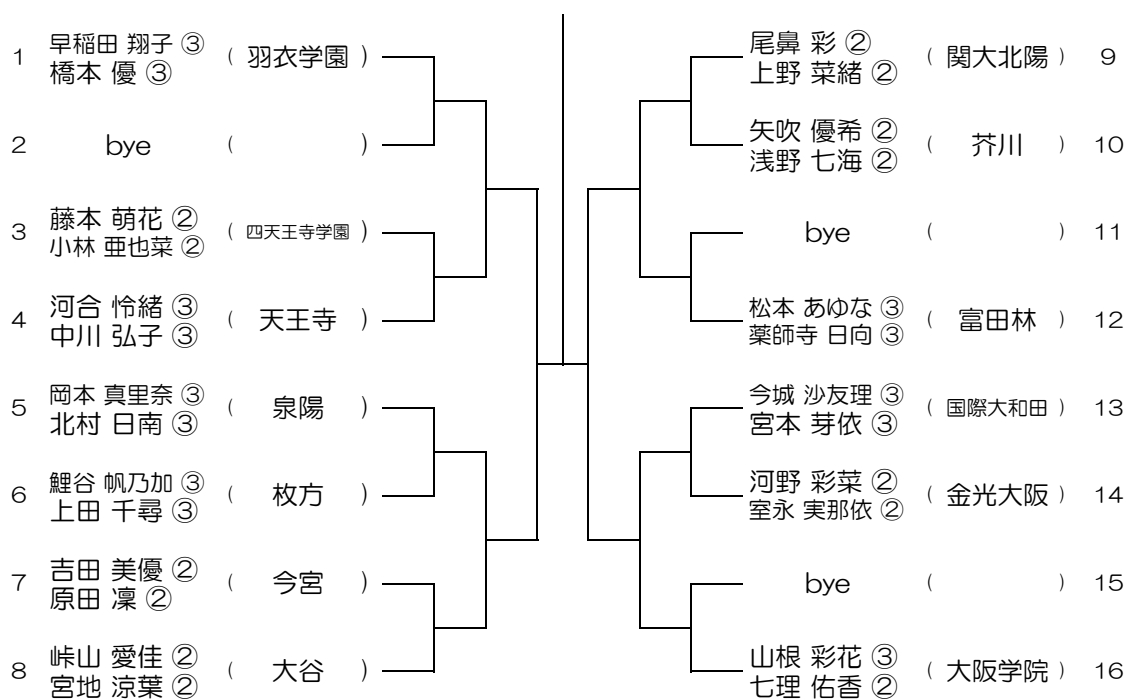 1 早稲田 翔子 ③ ( 羽衣学園 )
橋本 優 ③
2 bye ( )
3 藤本 萌花 ② ( 四天王寺学園 )
小林 亜也菜 ②
4 河合 怜緒 ③ ( 天王寺 )
中川 弘子 ③
5 岡本 真里奈 ③ ( 泉陽 )
北村 日南 ③
6 鯉谷 帆乃加 ③ ( 枚方 )
上田 千尋 ③
7 吉田 美優 ② ( 今宮 )
原田 凜 ②
8 峠山 愛佳 ② ( 大谷 )
宮地 涼葉 ②
尾鼻 彩 ② ( 関大北陽 ) 9
上野 菜緒 ②
矢吹 優希 ② ( 芥川 ) 10
浅野 七海 ②
bye ( ) 11
松本 あゆな ③ ( 富田林 ) 12
薬師寺 日向 ③
今城 沙友理 ③ ( 国際大和田 ) 13
宮本 芽依 ③
河野 彩菜 ② ( 金光大阪 ) 14
室永 実那依 ②
bye ( ) 15
山根 彩花 ③ ( 大阪学院 ) 16
七理 佑香 ②